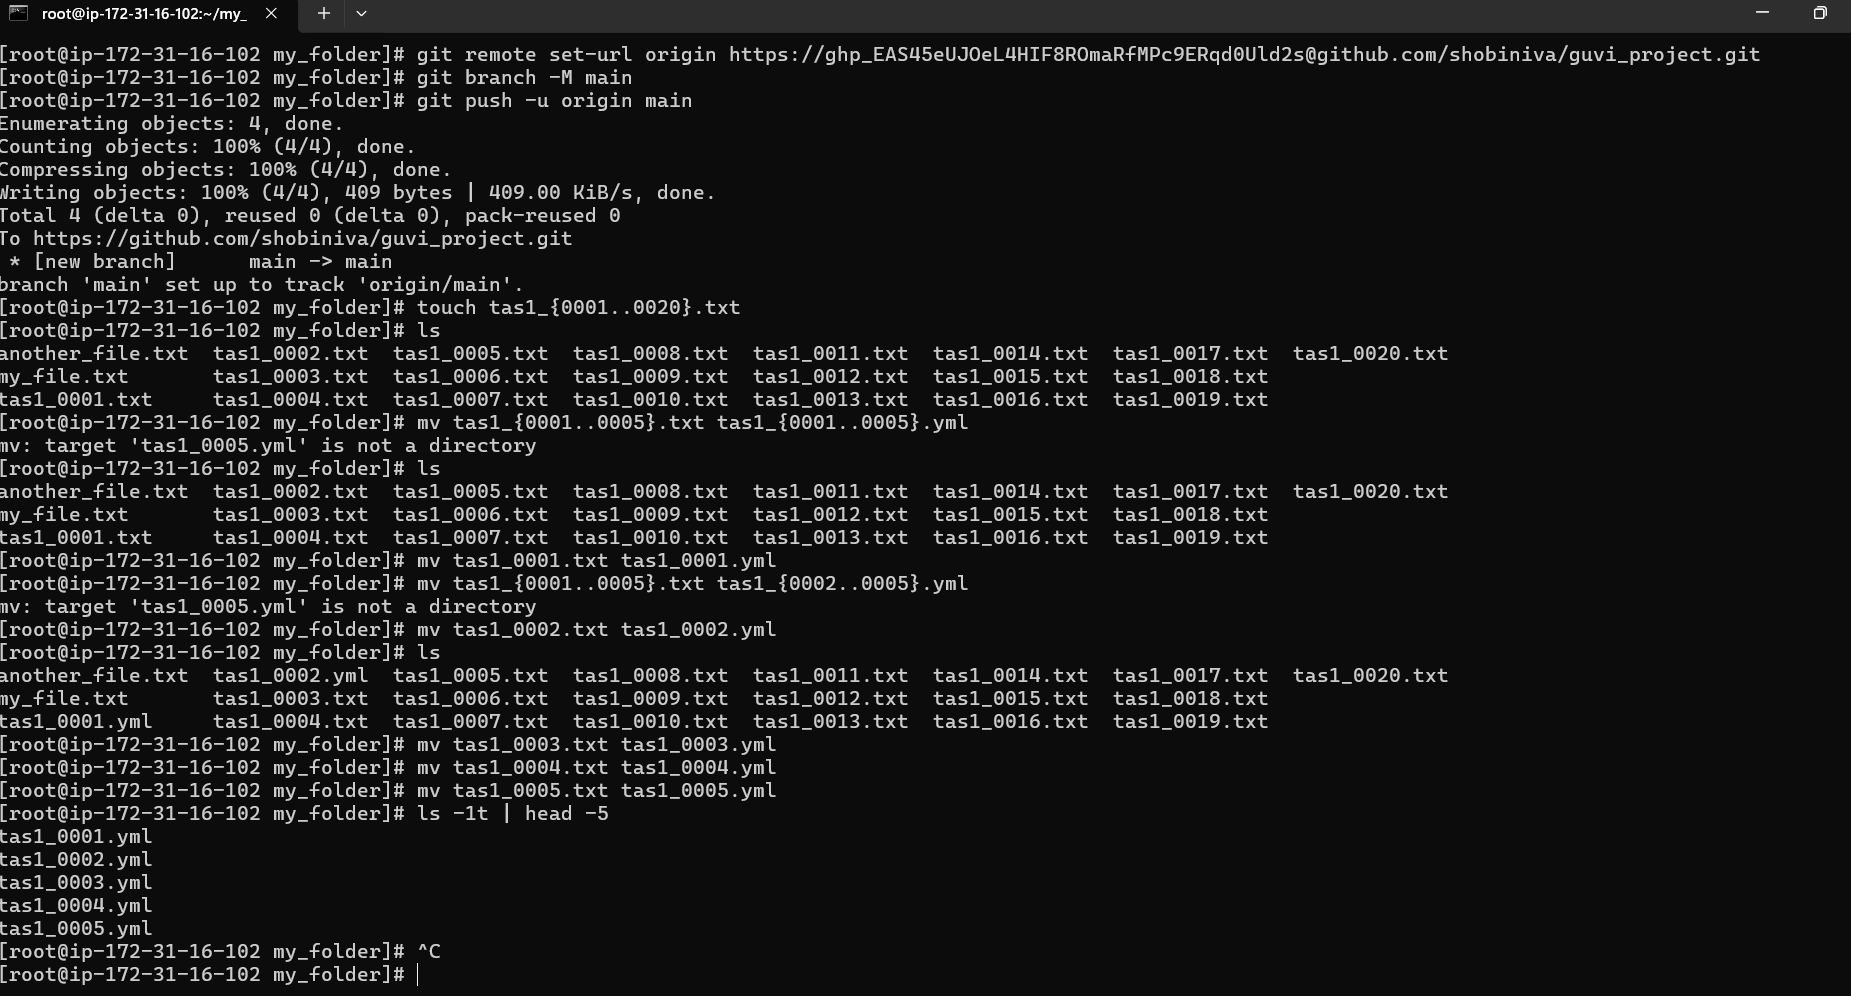 root@ip-172-31-16-102:~/my_
[root@ip-172-31-16-102 my_folder]# git remote set-url origin https://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@github.com/shobiniva/guvi_project.git
[root@ip-172-31-16-102 my_folder]# git branch -M main
[root@ip-172-31-16-102 my_folder]# git push -u origin main
Enumerating objects: 4, done.
Counting objects: 100% (4/4), done.
Compressing objects: 100% (4/4), done.
Writing objects: 100% (4/4), 409 bytes | 409.00 KiB/s, done.
Total 4 (delta 0), reused 0 (delta 0), pack-reused 0
To https://github.com/shobiniva/guvi_project.git
 * [new branch]      main -> main
branch 'main' set up to track 'origin/main'.
[root@ip-172-31-16-102 my_folder]# touch tas1_{0001..0020}.txt
[root@ip-172-31-16-102 my_folder]# ls
another_file.txt  tas1_0002.txt  tas1_0005.txt  tas1_0008.txt  tas1_0011.txt  tas1_0014.txt  tas1_0017.txt  tas1_0020.txt
my_file.txt       tas1_0003.txt  tas1_0006.txt  tas1_0009.txt  tas1_0012.txt  tas1_0015.txt  tas1_0018.txt
tas1_0001.txt     tas1_0004.txt  tas1_0007.txt  tas1_0010.txt  tas1_0013.txt  tas1_0016.txt  tas1_0019.txt
[root@ip-172-31-16-102 my_folder]# mv tas1_{0001..0005}.txt tas1_{0001..0005}.yml
mv: target 'tas1_0005.yml' is not a directory
[root@ip-172-31-16-102 my_folder]# ls
another_file.txt  tas1_0002.txt  tas1_0005.txt  tas1_0008.txt  tas1_0011.txt  tas1_0014.txt  tas1_0017.txt  tas1_0020.txt
my_file.txt       tas1_0003.txt  tas1_0006.txt  tas1_0009.txt  tas1_0012.txt  tas1_0015.txt  tas1_0018.txt
tas1_0001.txt     tas1_0004.txt  tas1_0007.txt  tas1_0010.txt  tas1_0013.txt  tas1_0016.txt  tas1_0019.txt
[root@ip-172-31-16-102 my_folder]# mv tas1_0001.txt tas1_0001.yml
[root@ip-172-31-16-102 my_folder]# mv tas1_{0001..0005}.txt tas1_{0002..0005}.yml
mv: target 'tas1_0005.yml' is not a directory
[root@ip-172-31-16-102 my_folder]# mv tas1_0002.txt tas1_0002.yml
[root@ip-172-31-16-102 my_folder]# ls
another_file.txt  tas1_0002.yml  tas1_0005.txt  tas1_0008.txt  tas1_0011.txt  tas1_0014.txt  tas1_0017.txt  tas1_0020.txt
my_file.txt       tas1_0003.txt  tas1_0006.txt  tas1_0009.txt  tas1_0012.txt  tas1_0015.txt  tas1_0018.txt
tas1_0001.yml     tas1_0004.txt  tas1_0007.txt  tas1_0010.txt  tas1_0013.txt  tas1_0016.txt  tas1_0019.txt
[root@ip-172-31-16-102 my_folder]# mv tas1_0003.txt tas1_0003.yml
[root@ip-172-31-16-102 my_folder]# mv tas1_0004.txt tas1_0004.yml
[root@ip-172-31-16-102 my_folder]# mv tas1_0005.txt tas1_0005.yml
[root@ip-172-31-16-102 my_folder]# ls -1t | head -5
tas1_0001.yml
tas1_0002.yml
tas1_0003.yml
tas1_0004.yml
tas1_0005.yml
[root@ip-172-31-16-102 my_folder]# ^C
[root@ip-172-31-16-102 my_folder]#